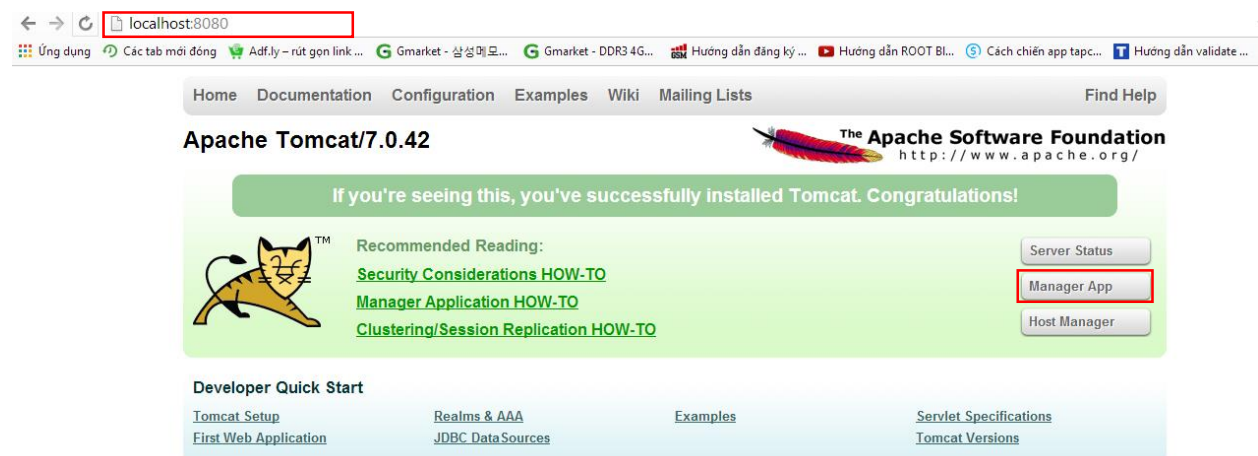 localhost:8080
Ứng dụng Các tab mới đóng Adf.ly – rút gọn link ... Gmarket - 삼성메모... Gmarket - DDR3 4G... Hướng dẫn đăng ký ... Hướng dẫn ROOT Bl... Cách chiến app tapc... Hướng dẫn validate ...
Home Documentation Configuration Examples Wiki Mailing Lists Find Help
Apache Tomcat/7.0.42
The Apache Software Foundation
http://www.apache.org/
If you're seeing this, you've successfully installed Tomcat. Congratulations!
TM
Recommended Reading:
Security Considerations HOW-TO
Manager Application HOW-TO
Clustering/Session Replication HOW-TO
Server Status
Manager App
Host Manager
Developer Quick Start
Tomcat Setup Realms & AAA Examples Servlet Specifications
First Web Application JDBC DataSources Tomcat Versions